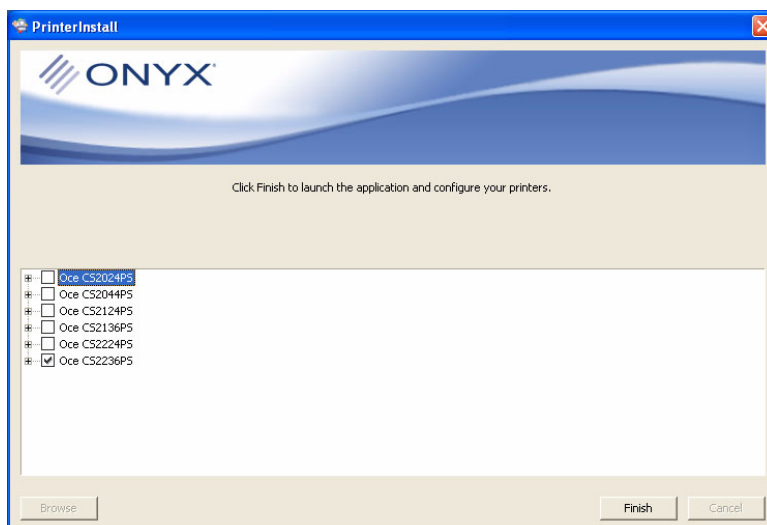 PrinterInstall
ONYX
Click Finish to launch the application and configure your printers.
Oce CS2024PS
Oce CS2044PS
Oce CS2124PS
Oce CS2136PS
Oce CS2224PS
Oce CS2236PS
Browse Finish Cancel